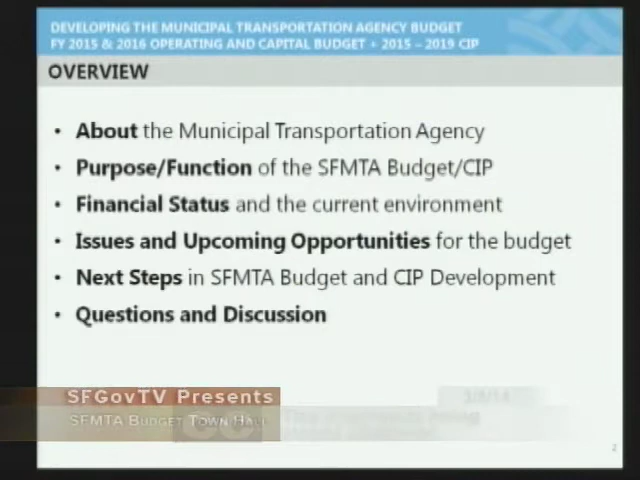 DEVELOPING THE MUNICIPAL TRANSPORTATION AGENCY BUDGET
FY 2015 & 2016 OPERATING AND CAPITAL BUDGET + 2015 – 2019 CIP
OVERVIEW
• About the Municipal Transportation Agency
• Purpose/Function of the SFMTA Budget/CIP
• Financial Status and the current environment
• Issues and Upcoming Opportunities for the budget
• Next Steps in SFMTA Budget and CIP Development
• Questions and Discussion
SFGovTV Presents
SFMTA BUDGET TOWN HALL
CC
2